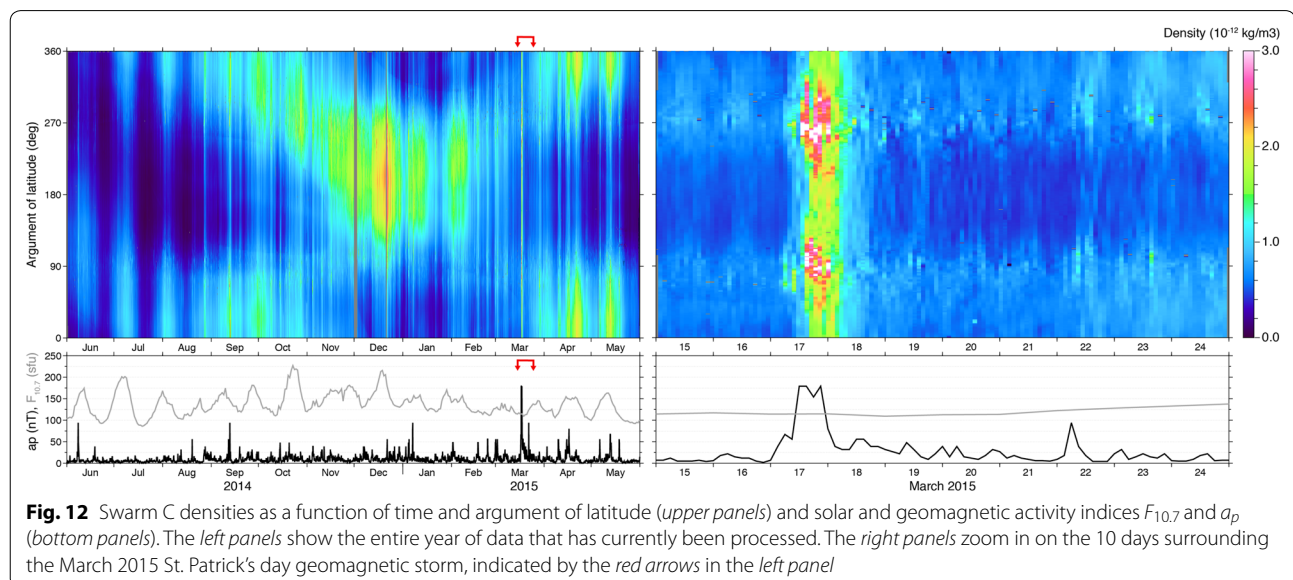 Density (10⁻¹² kg/m3)
Argument of latitude (deg)
360
270
180
90
0
3.0
2.0
1.0
0.0
Jun Jul Aug Sep Oct Nov Dec Jan Feb Mar Apr May
15 16 17 18 19 20 21 22 23 24
ap (nT), F₁₀.₇ (sfu)
250
225
200
175
150
125
100
75
50
25
0
Jun Jul Aug Sep Oct Nov Dec Jan Feb Mar Apr May
2014 2015
15 16 17 18 19 20 21 22 23 24
March 2015
Fig. 12 Swarm C densities as a function of time and argument of latitude (upper panels) and solar and geomagnetic activity indices F₁₀.₇ and aₚ
(bottom panels). The left panels show the entire year of data that has currently been processed. The right panels zoom in on the 10 days surrounding
the March 2015 St. Patrick's day geomagnetic storm, indicated by the red arrows in the left panel